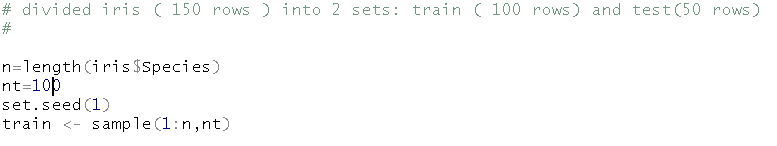 # divided iris ( 150 rows ) into 2 sets: train ( 100 rows) and test(50 rows)
#
n=length(iris$Species)
nt=100
set.seed(1)
train <- sample(1:n,nt)